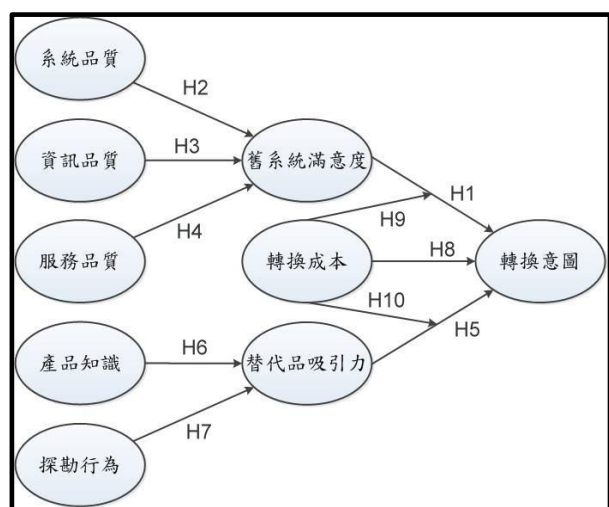 系統品質
H2
資訊品質
H3
舊系統滿意度
H1
H9
服務品質
H4
轉換成本
H8
轉換意圖
H10
H5
產品知識
H6
替代品吸引力
H7
探勘行為